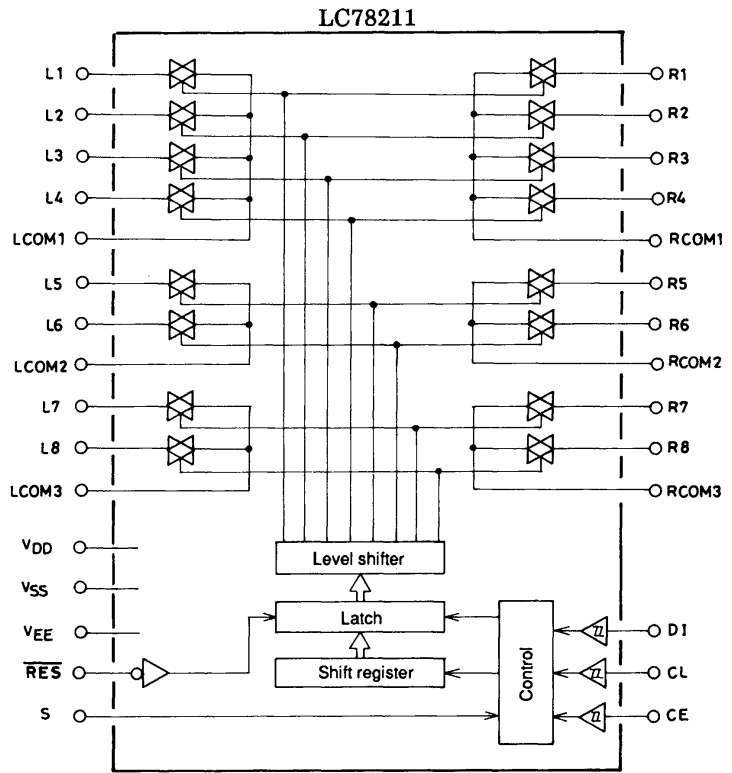 LC78211
L1
R1
L2
R2
L3
R3
L4
R4
LCOM1
RCOM1
L5
R5
L6
R6
LCOM2
RCOM2
L7
R7
L8
R8
LCOM3
RCOM3
VDD
Level shifter
VSS
Latch
VEE
DI
RES
Shift register
Control
CL
S
CE